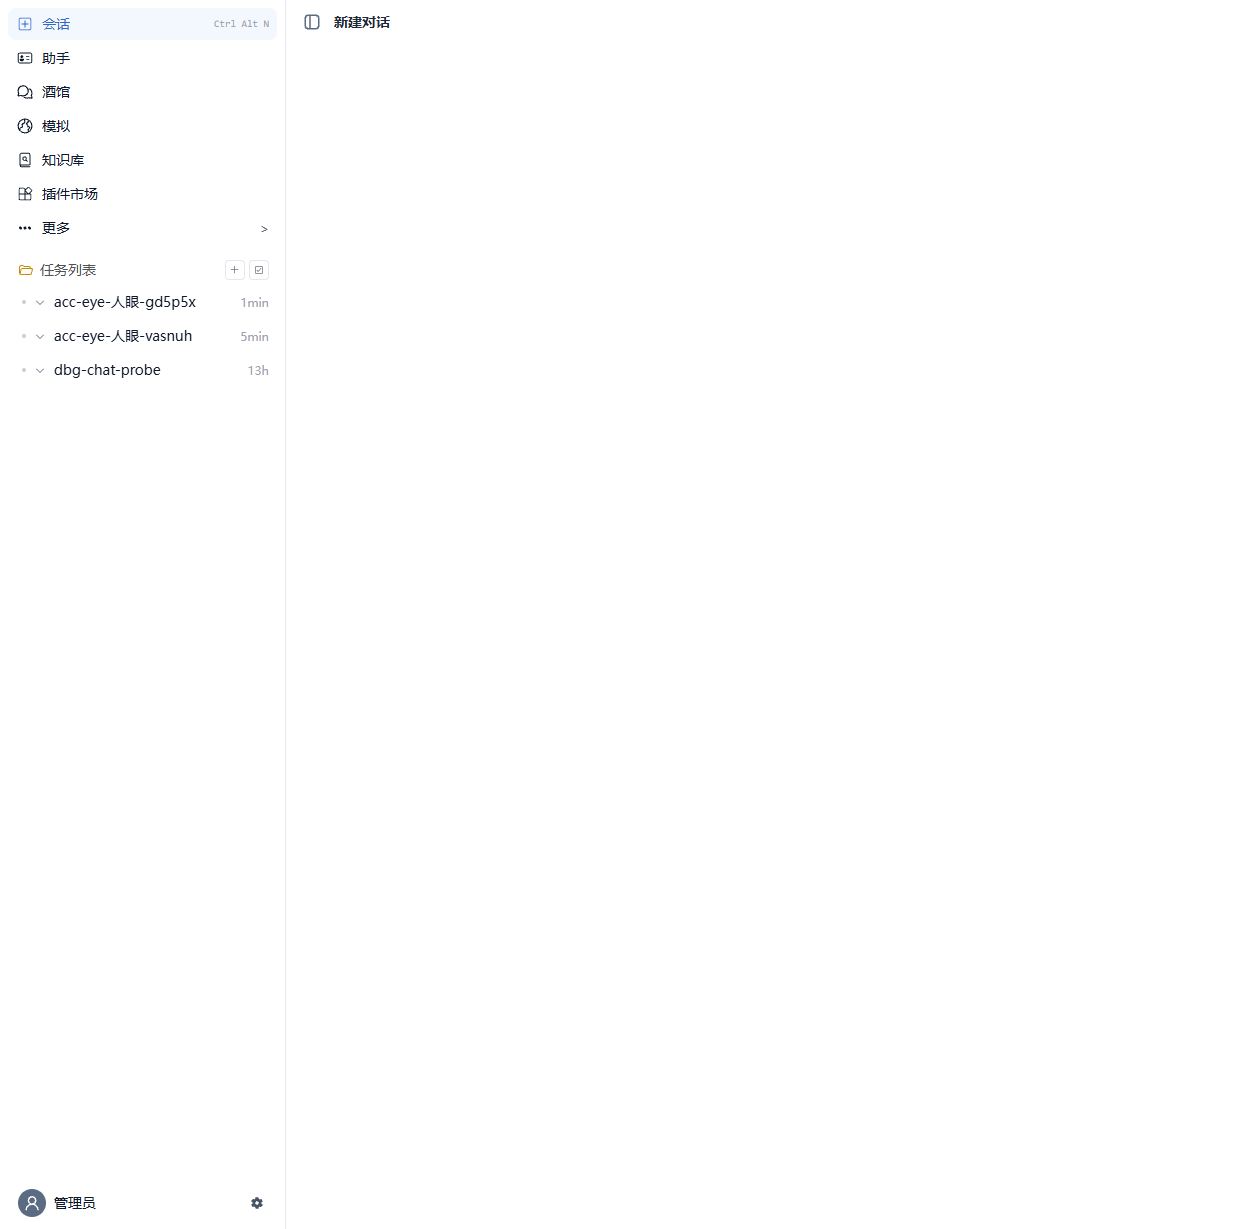 会话 Ctrl Alt N
助手
酒馆
模拟
知识库
插件市场
更多 >
任务列表
acc-eye-人眼-gd5p5x 1min
acc-eye-人眼-vasnuh 5min
dbg-chat-probe 13h
管理员
新建对话